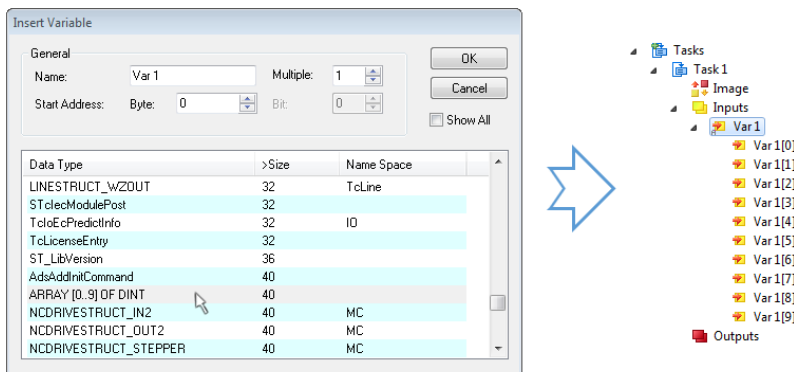 Insert Variable
General
Name: Var 1 Multiple: 1
Start Address: Byte: 0 Bit: 0
OK
Cancel
Show All
Data Type >Size Name Space
LINESTRUCT_WZOUT 32 TcLine
STcIecModulePost 32
TcIoEcPredictInfo 32 IO
TcLicenseEntry 32
ST_LibVersion 36
AdsAddInitCommand 40
ARRAY [0..9] OF DINT 40
NCDRIVESTRUCT_IN2 40 MC
NCDRIVESTRUCT_OUT2 40 MC
NCDRIVESTRUCT_STEPPER 40 MC
Tasks
Task 1
Image
Inputs
Var 1
Var 1[0]
Var 1[1]
Var 1[2]
Var 1[3]
Var 1[4]
Var 1[5]
Var 1[6]
Var 1[7]
Var 1[8]
Var 1[9]
Outputs